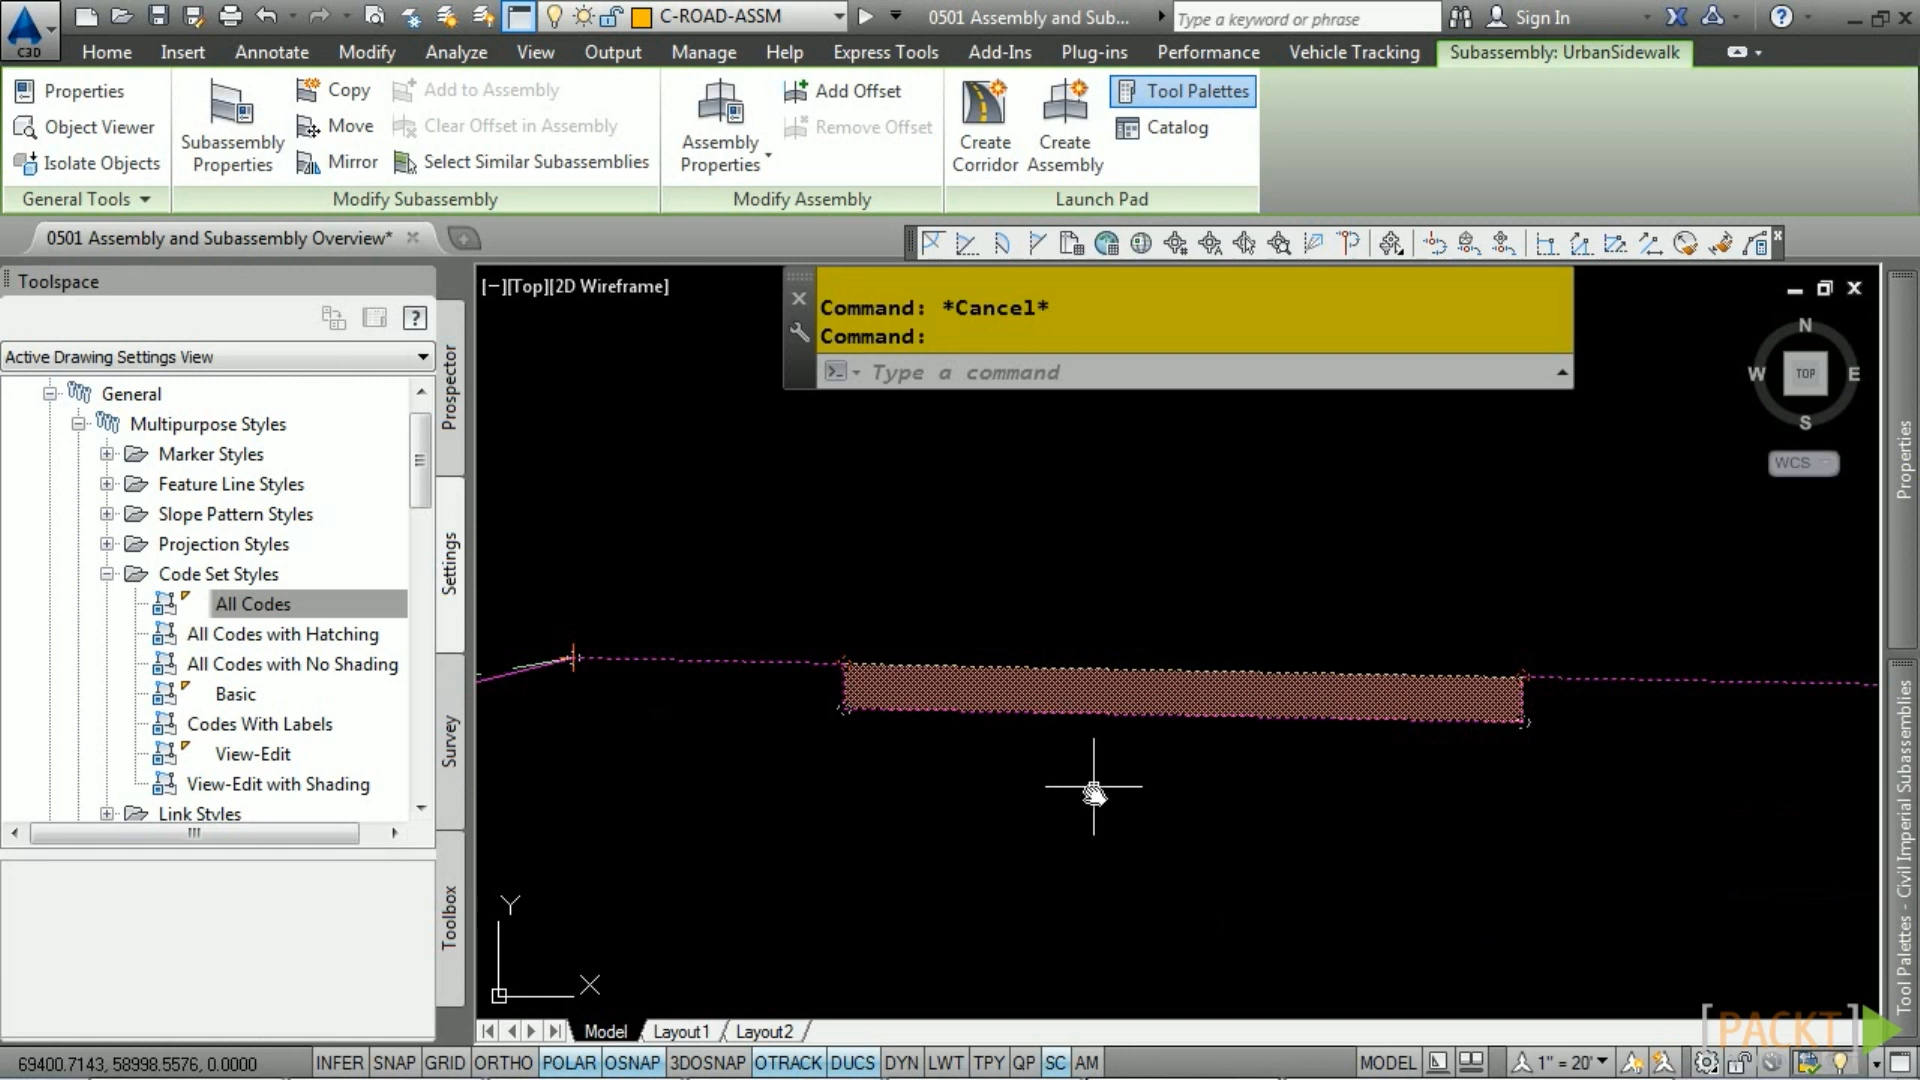 C-ROAD-ASSM
0501 Assembly and Sub...
Type a keyword or phrase
Sign In
C3D
Home Insert Annotate Modify Analyze View Output Manage Help Express Tools Add-Ins Plug-ins Performance Vehicle Tracking Subassembly: UrbanSidewalk
Properties
Object Viewer
Isolate Objects
General Tools
Subassembly
Properties
Copy
Move
Mirror
Add to Assembly
Clear Offset in Assembly
Select Similar Subassemblies
Modify Subassembly
Assembly
Properties
Add Offset
Remove Offset
Modify Assembly
Create
Corridor
Create
Assembly
Tool Palettes
Catalog
Launch Pad
0501 Assembly and Subassembly Overview*
Toolspace
Active Drawing Settings View
General
Multipurpose Styles
Marker Styles
Feature Line Styles
Slope Pattern Styles
Projection Styles
Code Set Styles
All Codes
All Codes with Hatching
All Codes with No Shading
Basic
Codes With Labels
View-Edit
View-Edit with Shading
Link Styles
Prospector
Settings
Survey
Toolbox
[−][Top][2D Wireframe]
Command: *Cancel*
Command:
Type a command
N
W TOP E
S
WCS
Properties
Tool Palettes - Civil Imperial Subassemblies
Y
X
[PACKT]
Model Layout1 Layout2
69400.7143, 58998.5576, 0.0000
INFER SNAP GRID ORTHO POLAR OSNAP 3DOSNAP OTRACK DUCS DYN LWT TPY QP SC AM
MODEL
1" = 20'